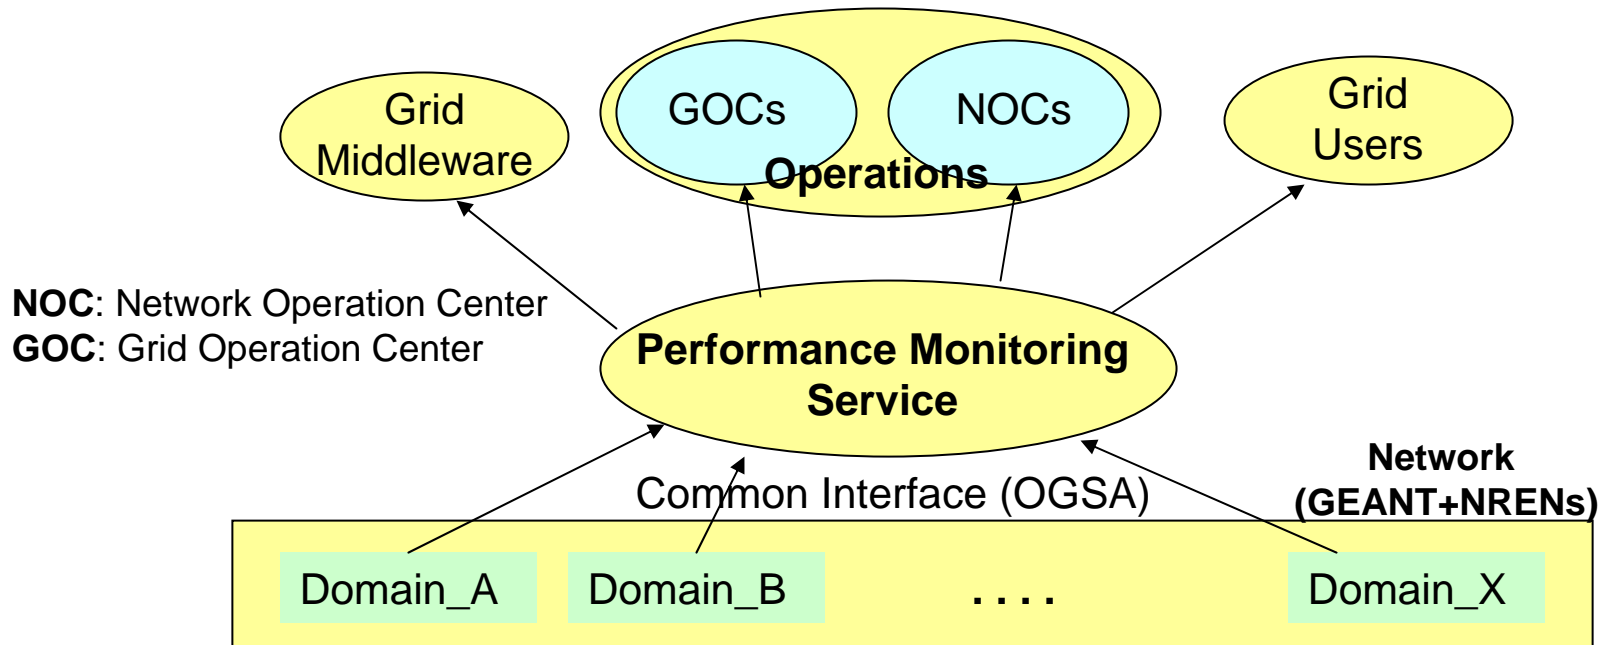 Grid
Middleware
GOCs
NOCs
Operations
Grid
Users
NOC: Network Operation Center
GOC: Grid Operation Center
Performance Monitoring
Service
Common Interface (OGSA)
Network
(GEANT+NRENs)
Domain_A
Domain_B
. . . .
Domain_X